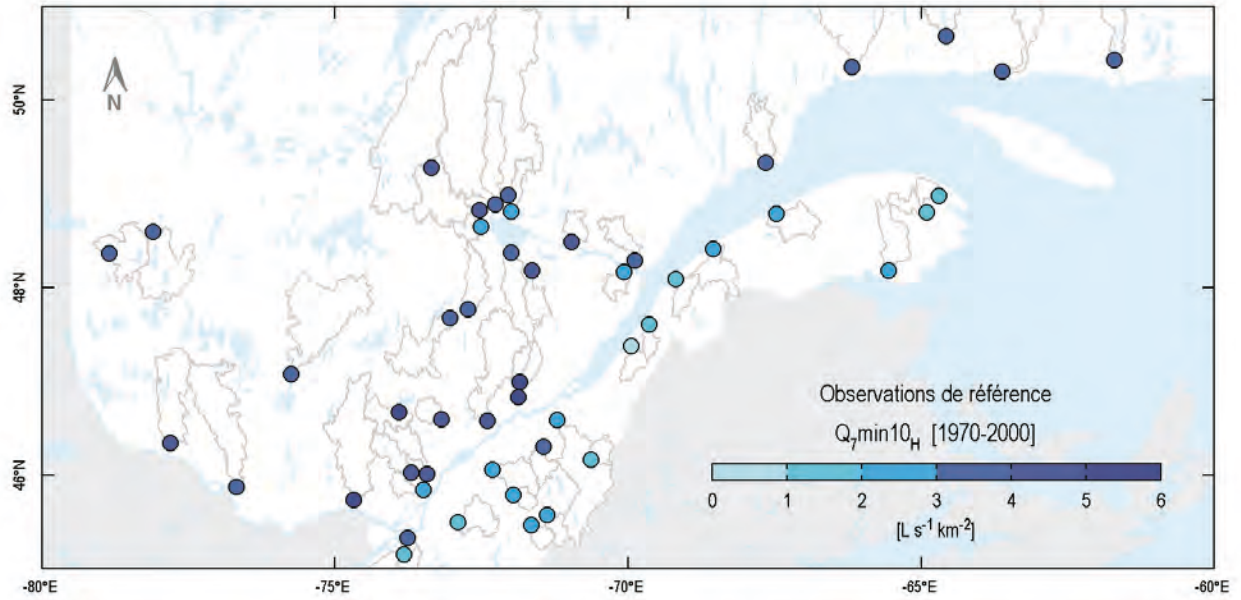 50°N
48°N
46°N
N
Observations de référence
Q₇min10_H [1970-2000]
0 1 2 3 4 5 6
[L s⁻¹ km⁻²]
-80°E -75°E -70°E -65°E -60°E